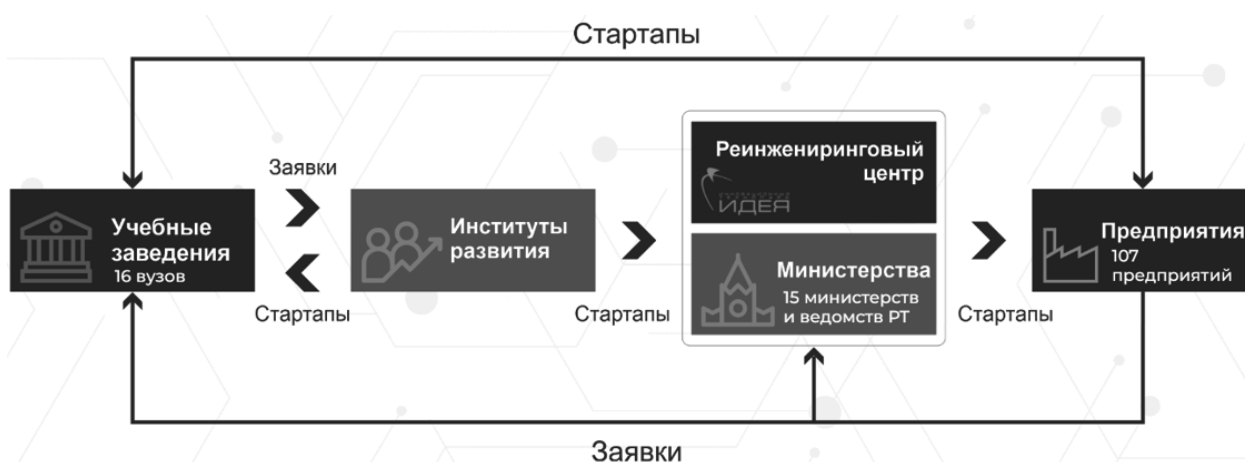 Стартапы
Заявки
Учебные
заведения
16 вузов
Стартапы
Институты
развития
Стартапы
Реинжениринговый
центр
ИДЕЯ
Министерства
15 министерств
и ведомств РТ
Стартапы
Предприятия
107
предприятий
Заявки